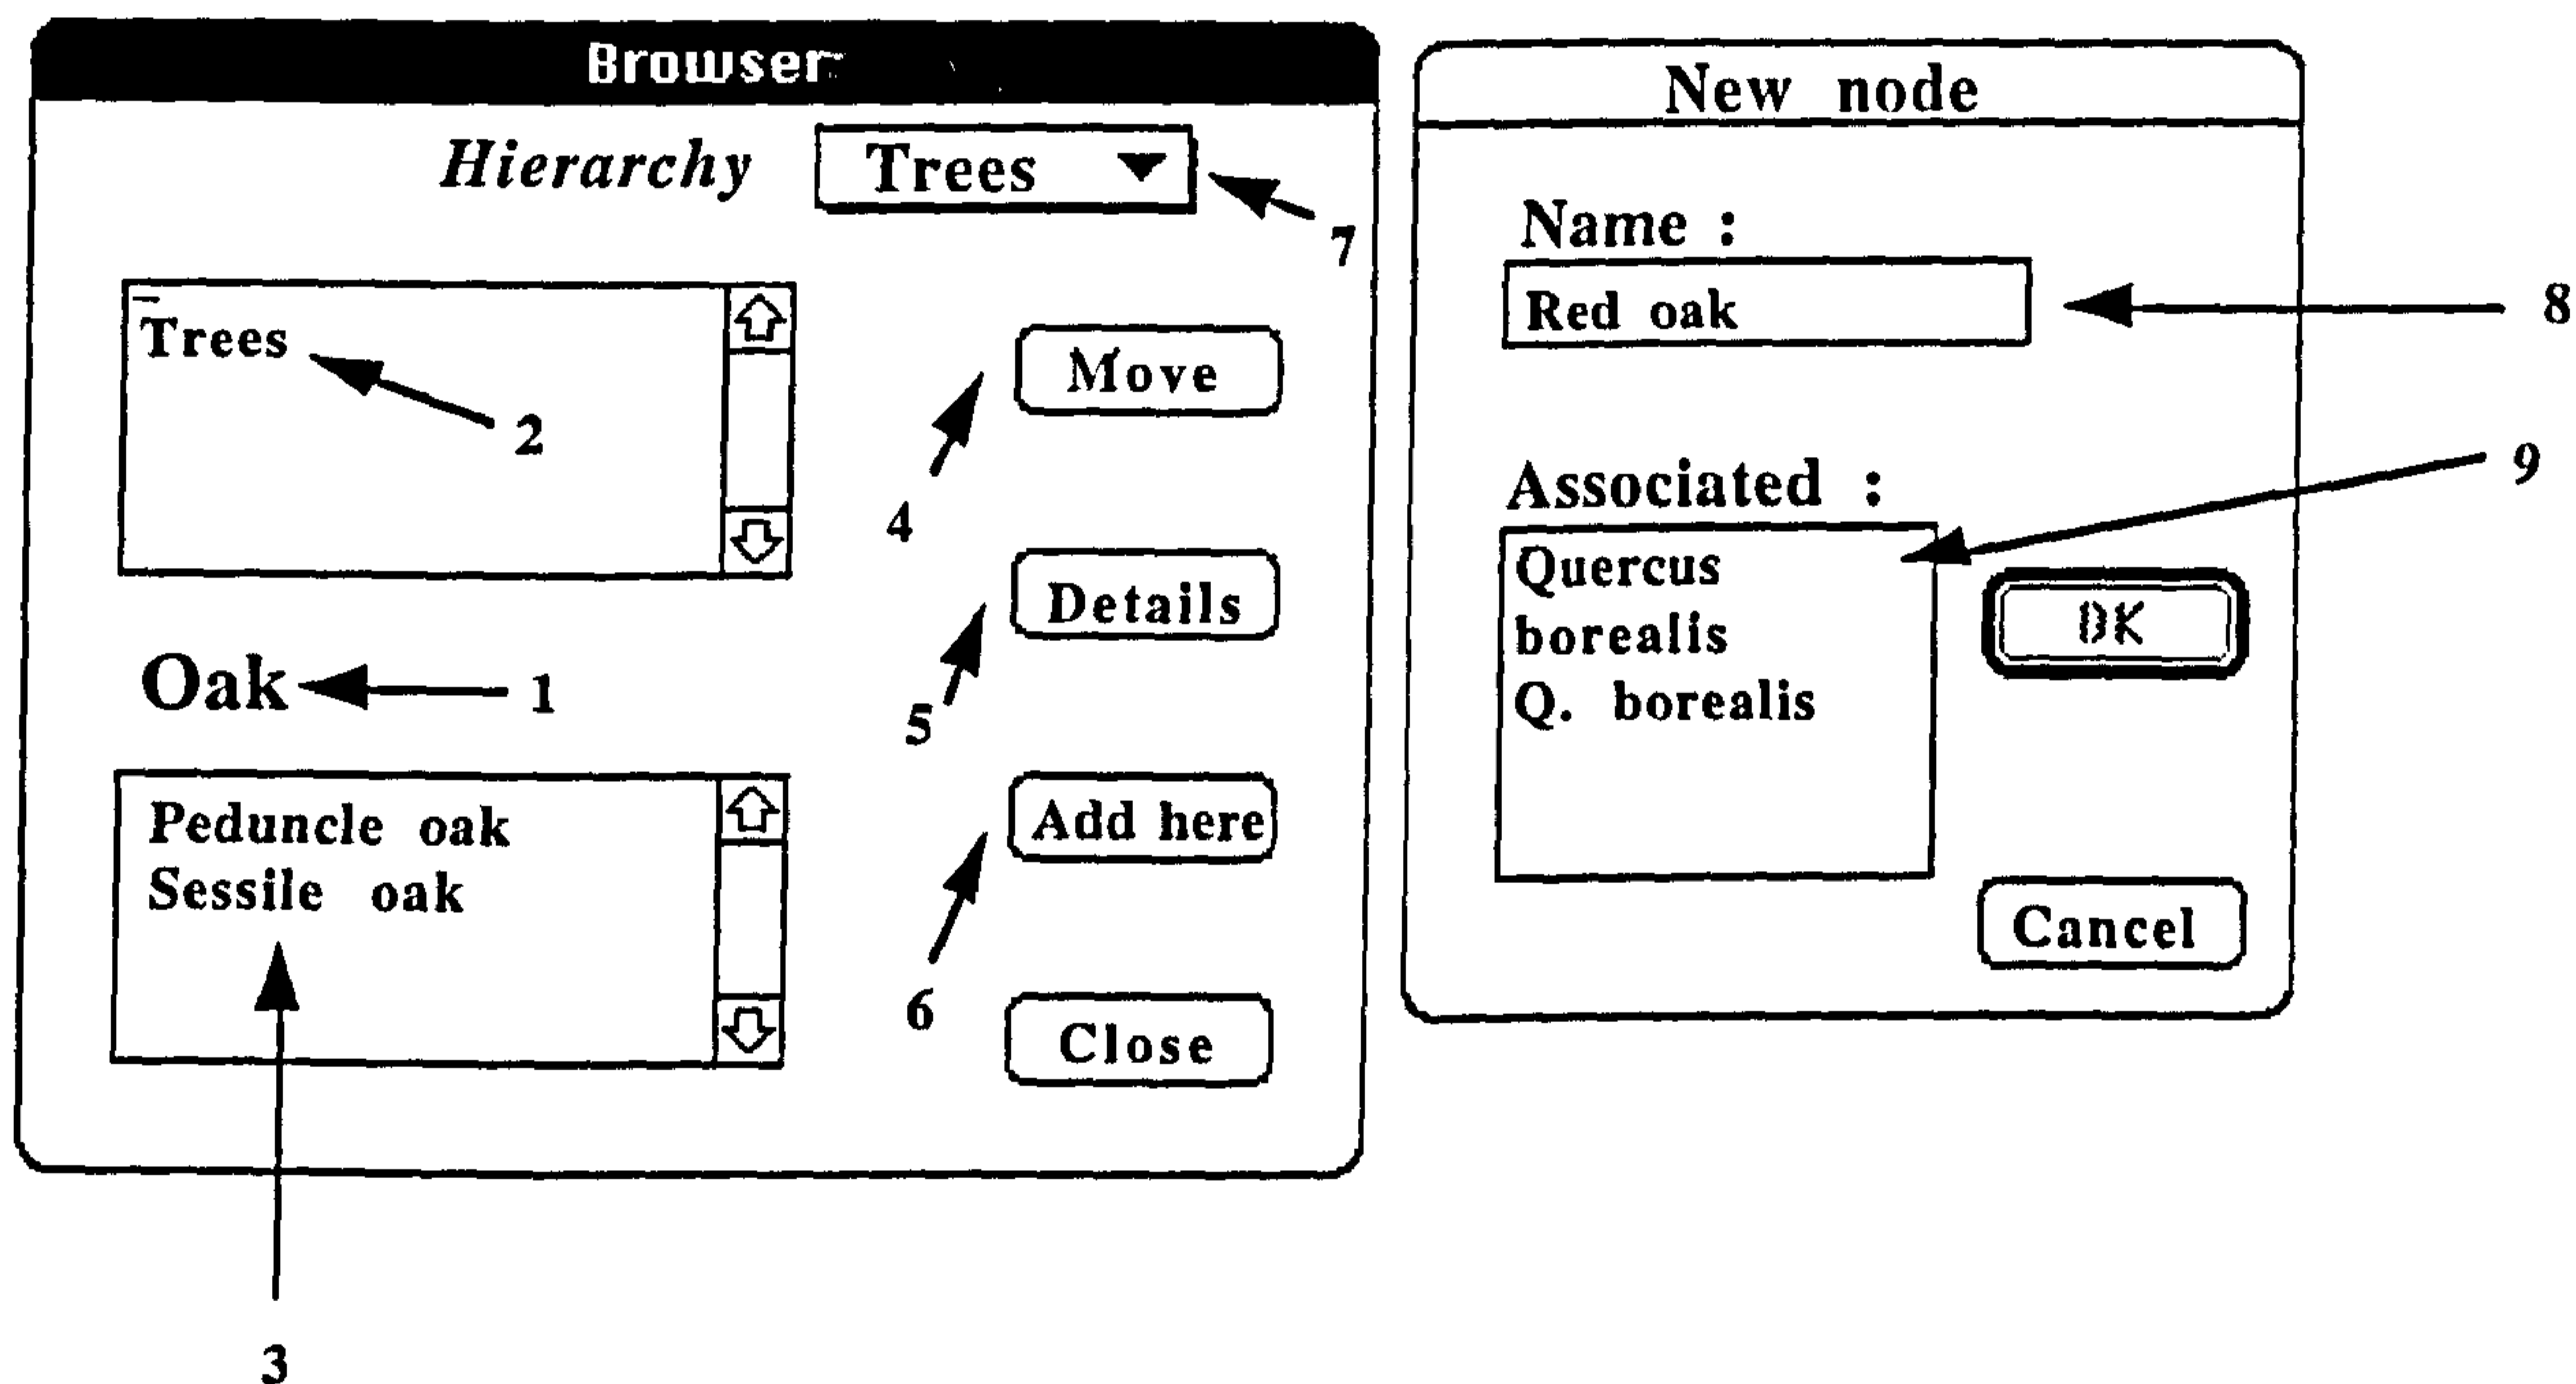 Browser
Hierarchy Trees
7
Trees
2
Move
4
Details
5
Oak
1
Peduncle oak
Sessile oak
Add here
6
Close
3
New node
Name :
Red oak
8
Associated :
9
Quercus
borealis
Q. borealis
OK
Cancel